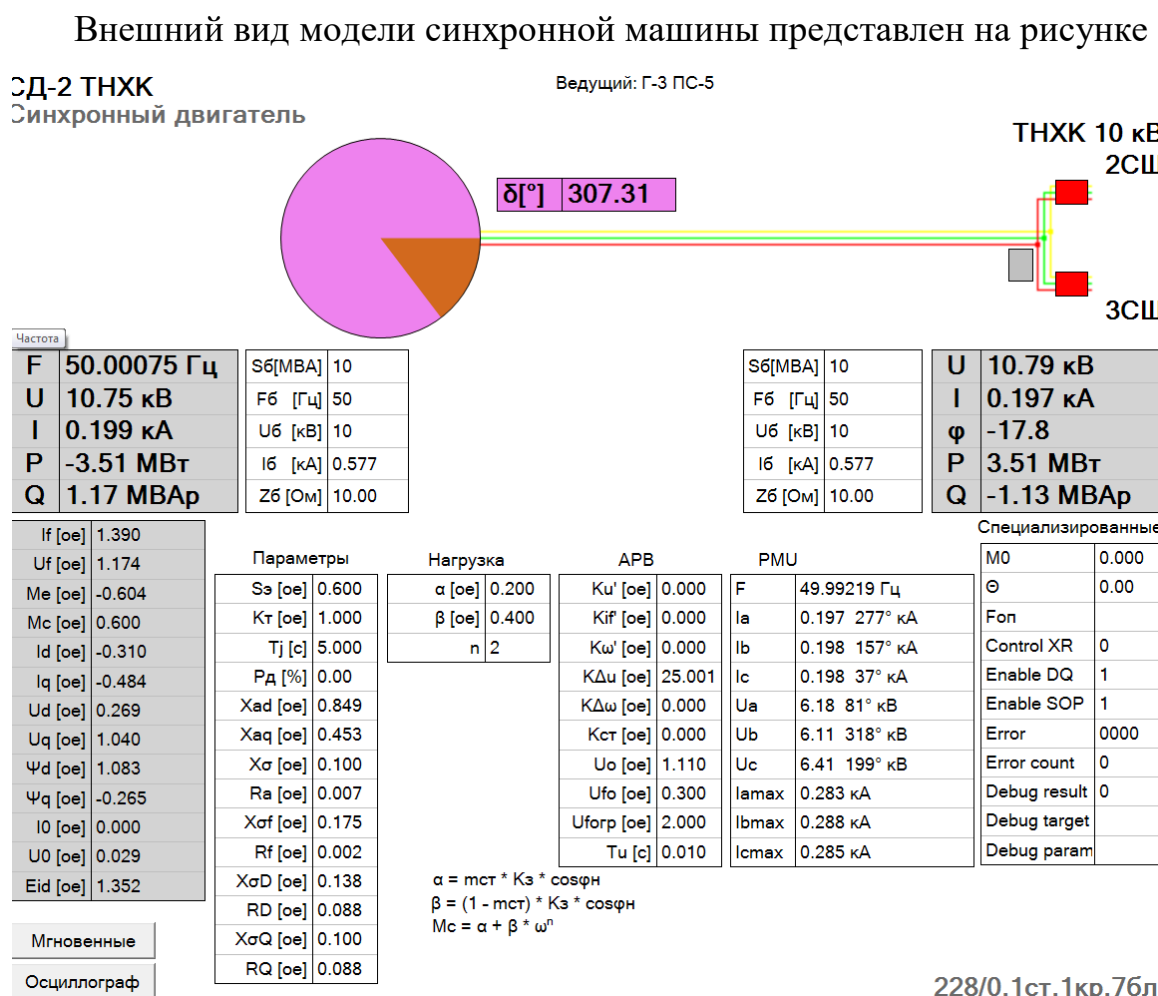 Внешний вид модели синхронной машины представлен на рисунке
СД-2 ТНХК
Ведущий: Г-3 ПС-5
Синхронный двигатель
ТНХК 10 кВ
2СШ
δ[°] 307.31
3СШ
Частота
F 50.00075 Гц
U 10.75 кВ
I 0.199 кА
P -3.51 МВт
Q 1.17 МВАр
Sб[МВА] 10
Fб [Гц] 50
Uб [кВ] 10
Iб [кА] 0.577
Zб [Ом] 10.00
Sб[МВА] 10
Fб [Гц] 50
Uб [кВ] 10
Iб [кА] 0.577
Zб [Ом] 10.00
U 10.79 кВ
I 0.197 кА
φ -17.8
P 3.51 МВт
Q -1.13 МВАр
If [ое] 1.390
Uf [ое] 1.174
Me [ое] -0.604
Mc [ое] 0.600
Id [ое] -0.310
Iq [ое] -0.484
Ud [ое] 0.269
Uq [ое] 1.040
Ψd [ое] 1.083
Ψq [ое] -0.265
I0 [ое] 0.000
U0 [ое] 0.029
Eid [ое] 1.352
Параметры
Sэ [ое] 0.600
Kт [ое] 1.000
Tj [с] 5.000
Pд [%] 0.00
Xad [ое] 0.849
Xaq [ое] 0.453
Xσ [ое] 0.100
Ra [ое] 0.007
Xσf [ое] 0.175
Rf [ое] 0.002
XσD [ое] 0.138
RD [ое] 0.088
XσQ [ое] 0.100
RQ [ое] 0.088
Нагрузка
α [ое] 0.200
β [ое] 0.400
n 2
АРВ
Ku' [ое] 0.000
Kif' [ое] 0.000
Kω' [ое] 0.000
KΔu [ое] 25.001
KΔω [ое] 0.000
Kст [ое] 0.000
Uo [ое] 1.110
Ufo [ое] 0.300
Ufогр [ое] 2.000
Tu [с] 0.010
PMU
F 49.99219 Гц
Ia 0.197 277° кА
Ib 0.198 157° кА
Ic 0.198 37° кА
Ua 6.18 81° кВ
Ub 6.11 318° кВ
Uc 6.41 199° кВ
Iamax 0.283 кА
Ibmax 0.288 кА
Icmax 0.285 кА
Специализированные
M0 0.000
Θ 0.00
Fоп
Control XR 0
Enable DQ 1
Enable SOP 1
Error 0000
Error count 0
Debug result 0
Debug target
Debug param
α = mст * Kз * cosφн
β = (1 - mст) * Kз * cosφн
Mс = α + β * ωⁿ
Мгновенные
Осциллограф
228/0.1ст.1кр.7бл